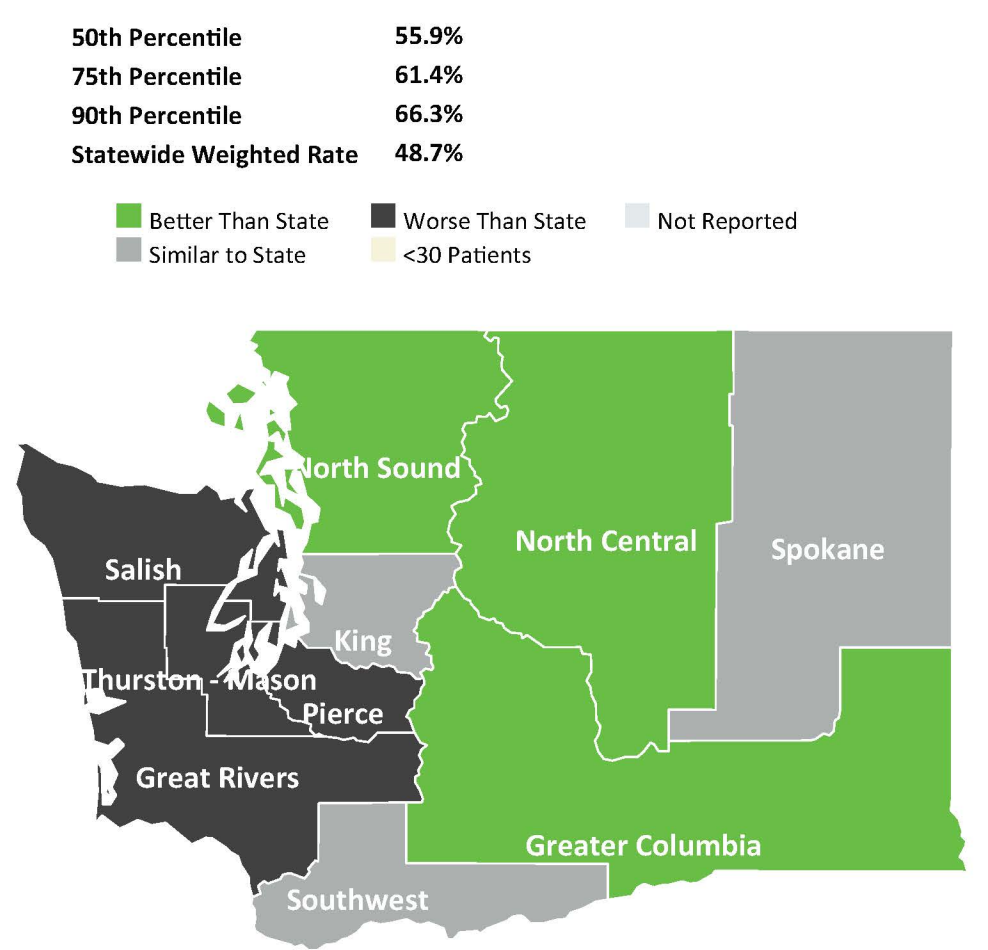 50th Percentile 55.9%
75th Percentile 61.4%
90th Percentile 66.3%
Statewide Weighted Rate 48.7%
Better Than State Worse Than State Not Reported
Similar to State <30 Patients
North Sound
North Central
Spokane
Salish
King
Thurston - Mason
Pierce
Great Rivers
Greater Columbia
Southwest